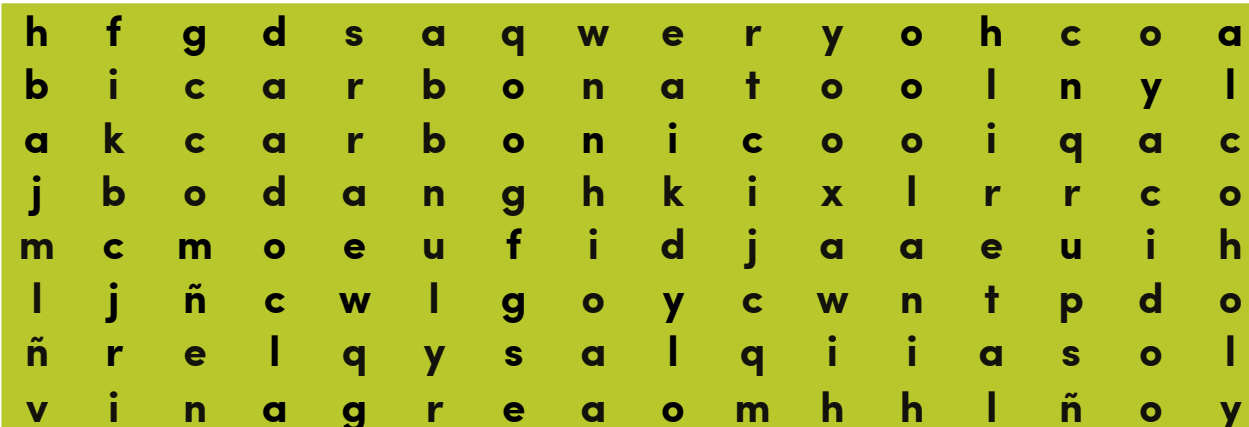 h f g d s a q w e r y o h c o a
b i c a r b o n a t o o l n y l
a k c a r b o n i c o o i q a c
j b o d a n g h k i x l r r c o
m c m o e u f i d j a a e u i h
l j ñ c w l g o y c w n t p d o
ñ r e l q y s a l q i i a s o l
v i n a g r e a o m h h l ñ o y